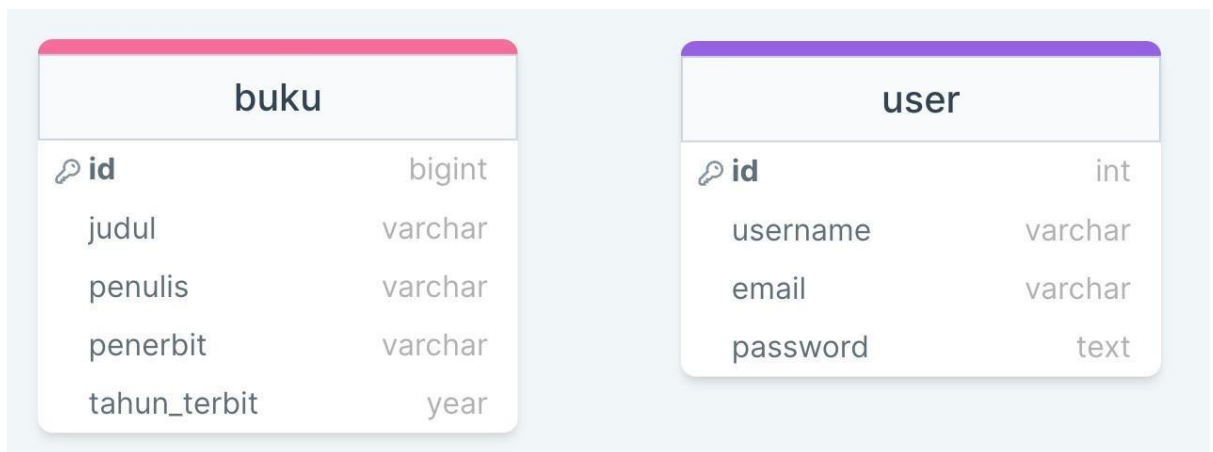 buku
id bigint
judul varchar
penulis varchar
penerbit varchar
tahun_terbit year
user
id int
username varchar
email varchar
password text